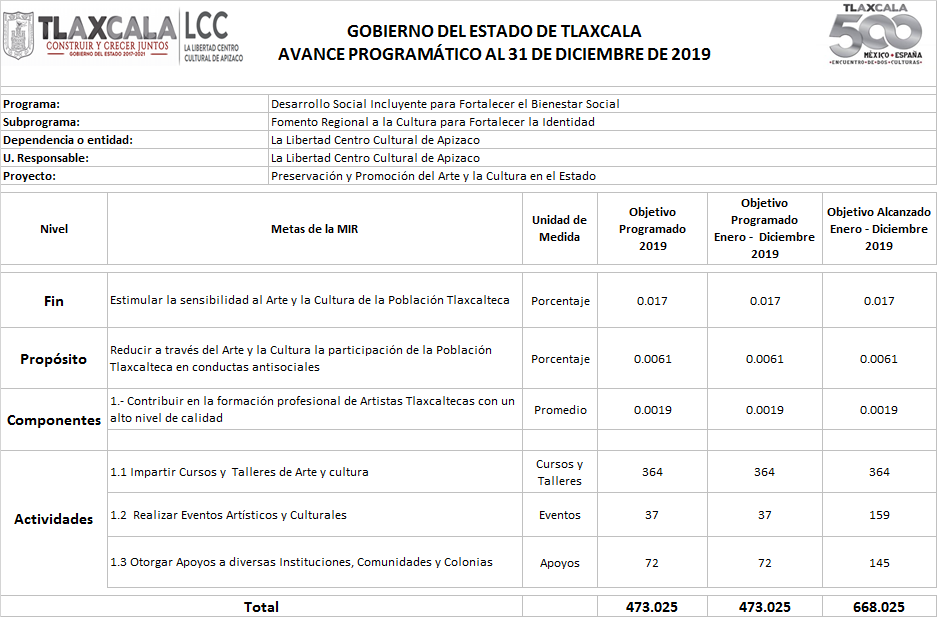 TLAXCALA
CONSTRUIR Y CRECER JUNTOS
GOBIERNO DEL ESTADO 2017-2021
LCC
LA LIBERTAD CENTRO
CULTURAL DE APIZACO
GOBIERNO DEL ESTADO DE TLAXCALA
AVANCE PROGRAMÁTICO AL 31 DE DICIEMBRE DE 2019
TLAXCALA
500
MÉXICO • ESPAÑA
•ENCUENTRO•DE•DOS•CULTURAS•
Programa: Desarrollo Social Incluyente para Fortalecer el Bienestar Social
Subprograma: Fomento Regional a la Cultura para Fortalecer la Identidad
Dependencia o entidad: La Libertad Centro Cultural de Apizaco
U. Responsable: La Libertad Centro Cultural de Apizaco
Proyecto: Preservación y Promoción del Arte y la Cultura en el Estado
Nivel
Metas de la MIR
Unidad de
Medida
Objetivo
Programado
2019
Objetivo
Programado
Enero - Diciembre
2019
Objetivo Alcanzado
Enero - Diciembre
2019
Fin
Estimular la sensibilidad al Arte y la Cultura de la Población Tlaxcalteca
Porcentaje
0.017
0.017
0.017
Propósito
Reducir a través del Arte y la Cultura la participación de la Población
Tlaxcalteca en conductas antisociales
Porcentaje
0.0061
0.0061
0.0061
Componentes
1.- Contribuir en la formación profesional de Artistas Tlaxcaltecas con un
alto nivel de calidad
Promedio
0.0019
0.0019
0.0019
Actividades
1.1 Impartir Cursos y Talleres de Arte y cultura
Cursos y
Talleres
364
364
364
1.2 Realizar Eventos Artísticos y Culturales
Eventos
37
37
159
1.3 Otorgar Apoyos a diversas Instituciones, Comunidades y Colonias
Apoyos
72
72
145
Total
473.025
473.025
668.025